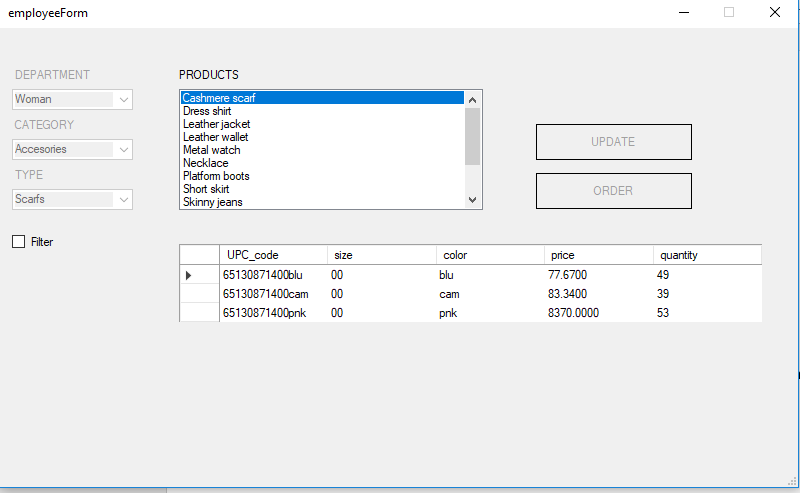 employeeForm
DEPARTMENT
Woman
CATEGORY
Accesories
TYPE
Scarfs
Filter
PRODUCTS
Cashmere scarf
Dress shirt
Leather jacket
Leather wallet
Metal watch
Necklace
Platform boots
Short skirt
Skinny jeans
UPDATE
ORDER
UPC_code size color price quantity
65130871400blu 00 blu 77.6700 49
65130871400cam 00 cam 83.3400 39
65130871400pnk 00 pnk 8370.0000 53